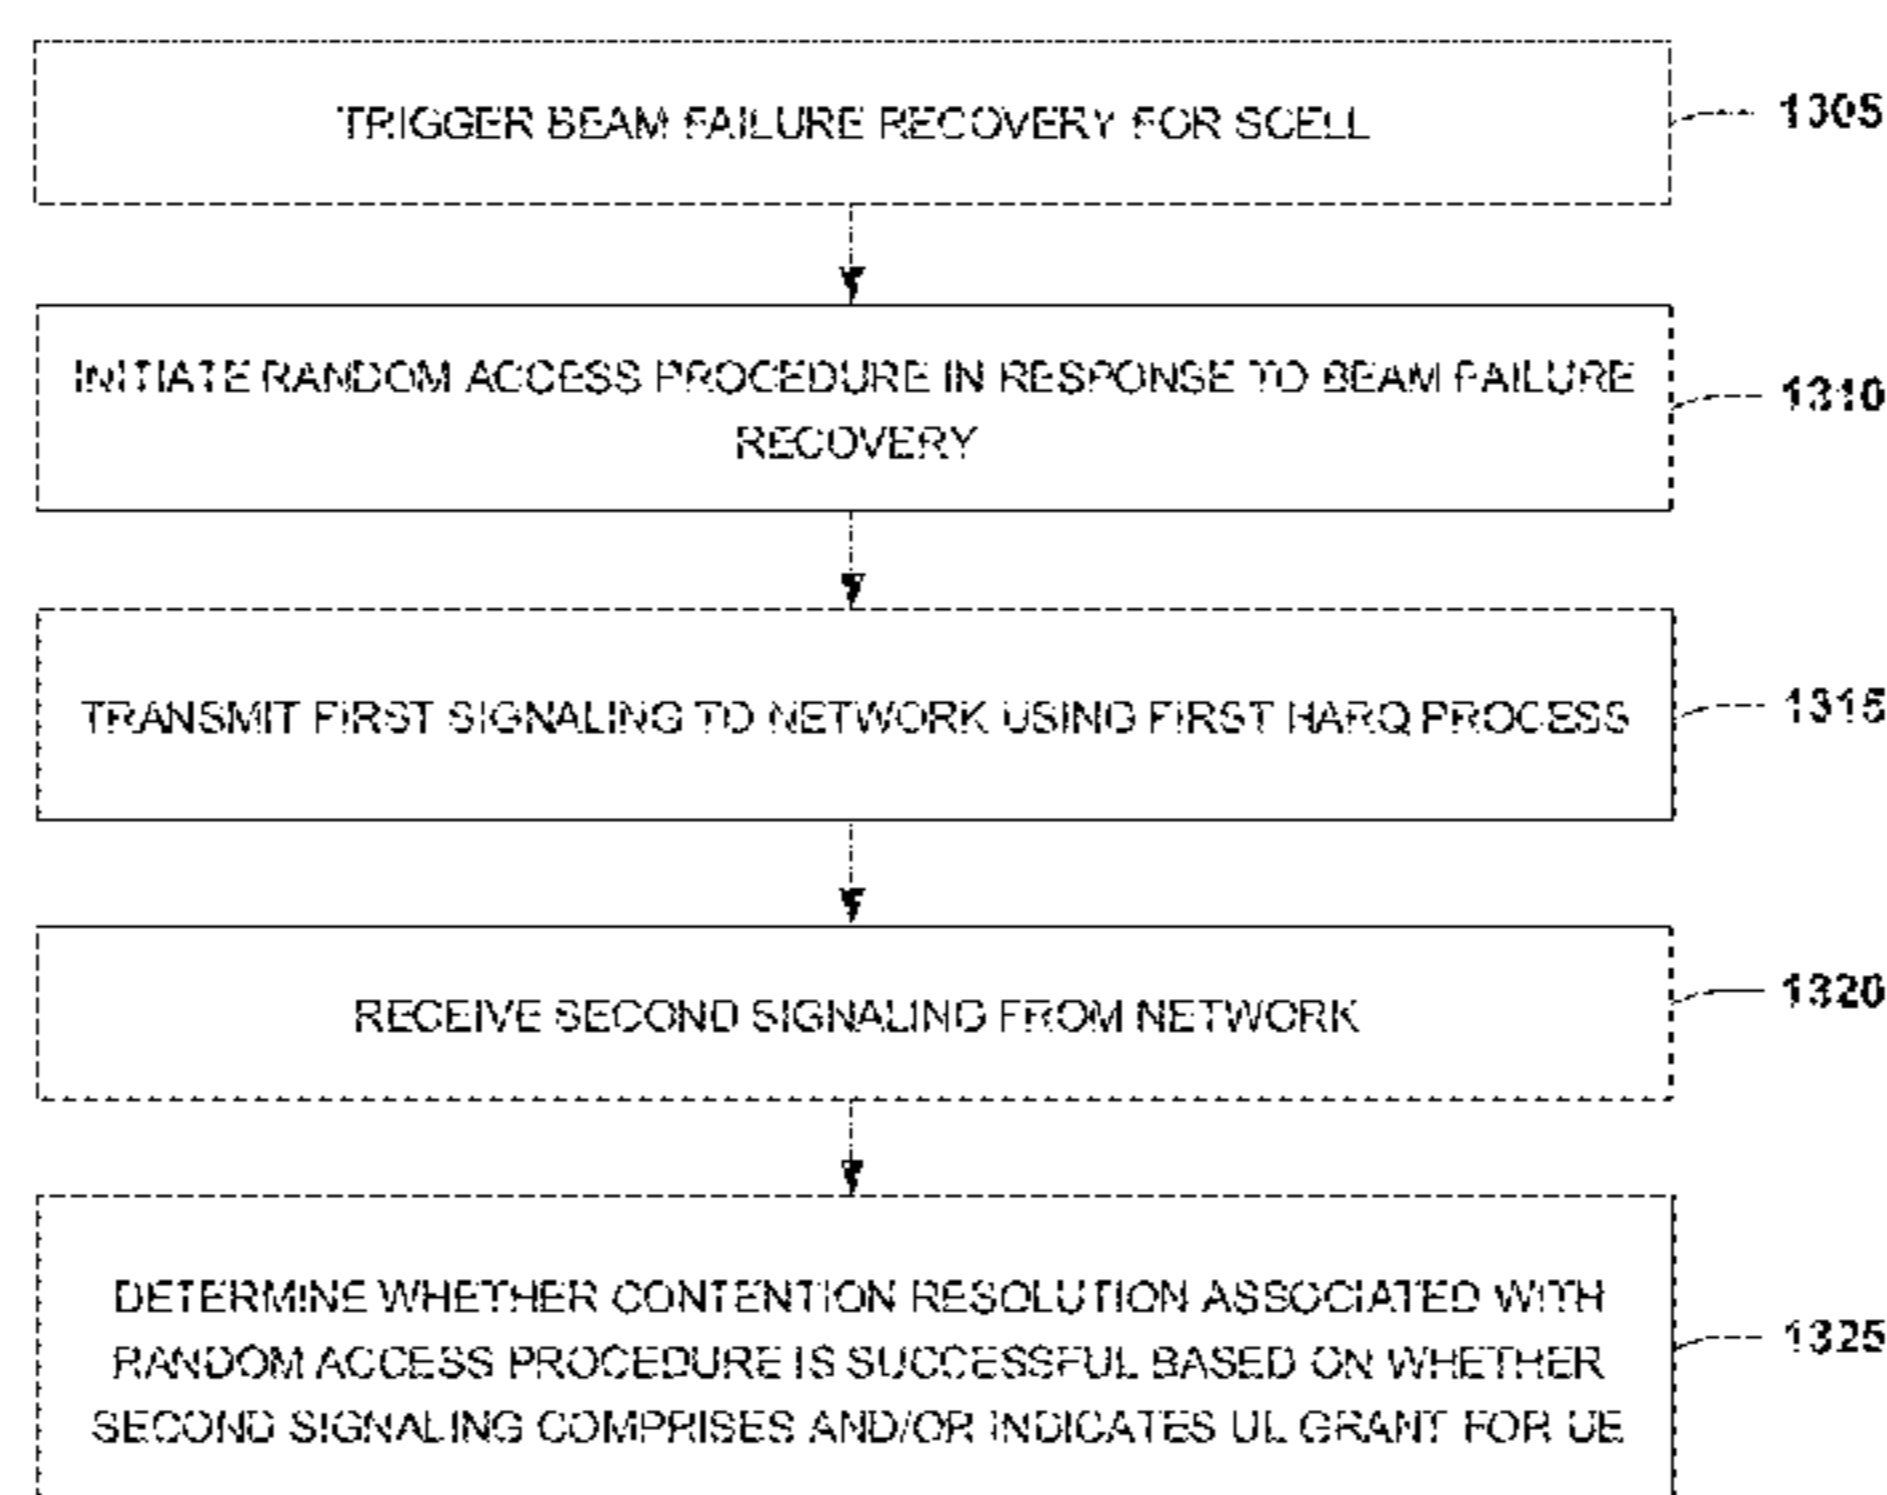 TRIGGER BEAM FAILURE RECOVERY FOR SCELL
1305
INITIATE RANDOM ACCESS PROCEDURE IN RESPONSE TO BEAM FAILURE
RECOVERY
1310
TRANSMIT FIRST SIGNALING TO NETWORK USING FIRST HARQ PROCESS
1315
RECEIVE SECOND SIGNALING FROM NETWORK
1320
DETERMINE WHETHER CONTENTION RESOLUTION ASSOCIATED WITH
RANDOM ACCESS PROCEDURE IS SUCCESSFUL BASED ON WHETHER
SECOND SIGNALING COMPRISES AND/OR INDICATES UL GRANT FOR UE
1325